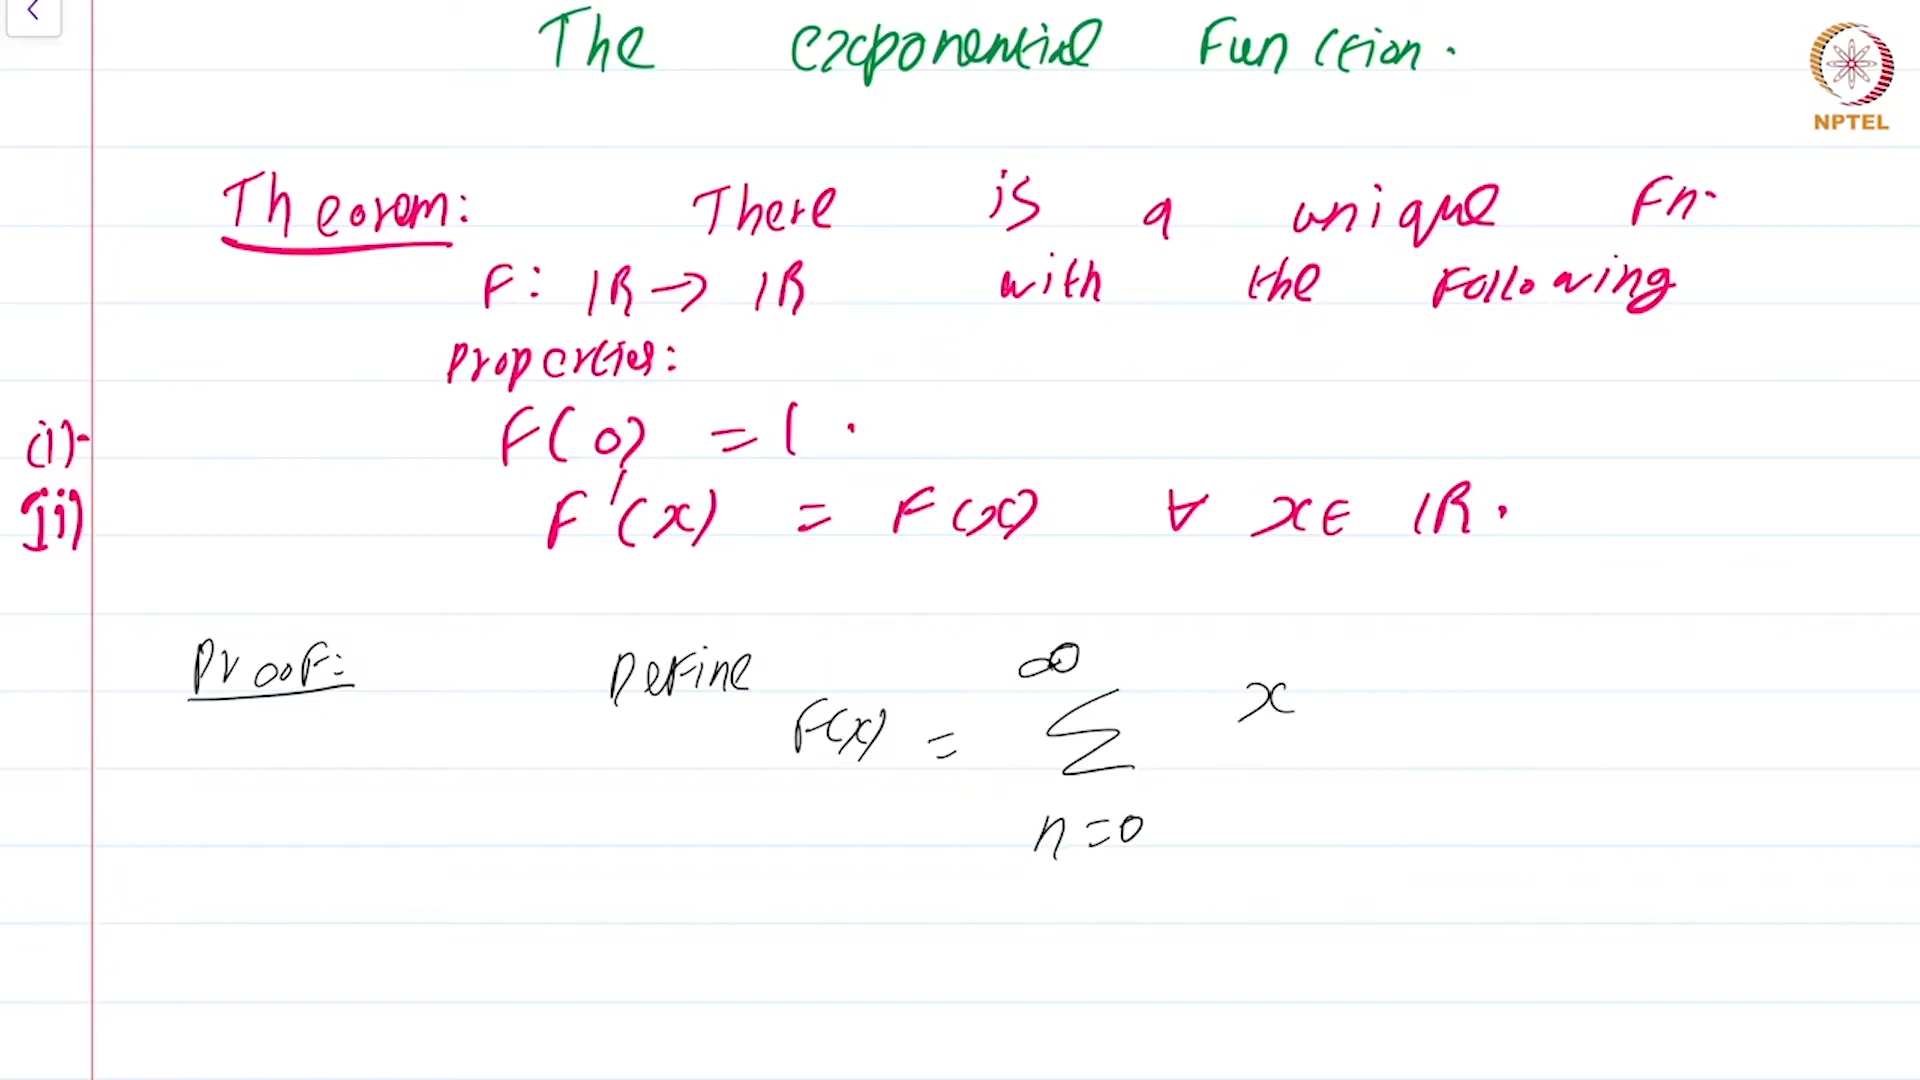 The exponential Function.
NPTEL
Theorem: There is a unique Fn.
F: ℝ → ℝ with the Following
Properties:
(i). F(0) = 1.
(ii) F'(x) = F(x) ∀ x ∈ ℝ.
Proof: Define
F(x) = ∞ ∑ n=0 x